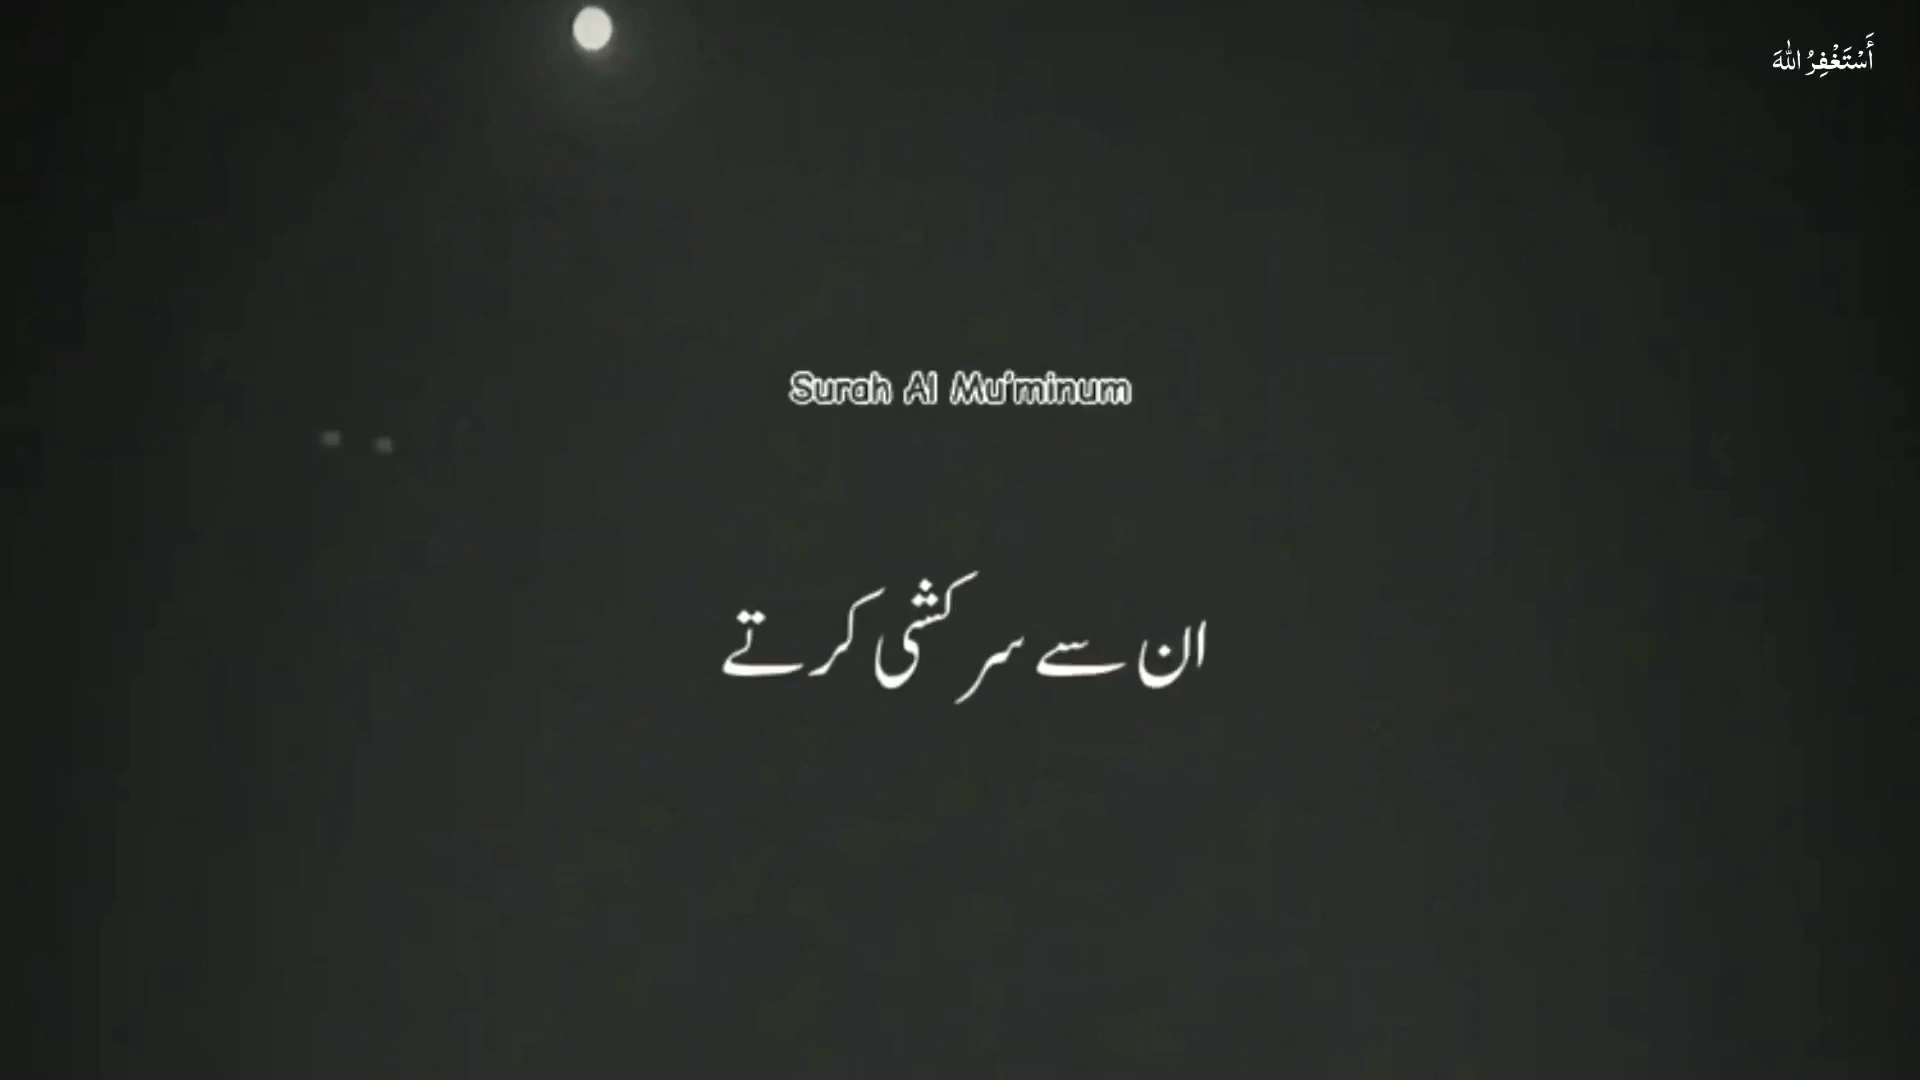 أَسْتَغْفِرُ اللهَ
Surah Al Mu'minum
ان سے سرکشی کرتے